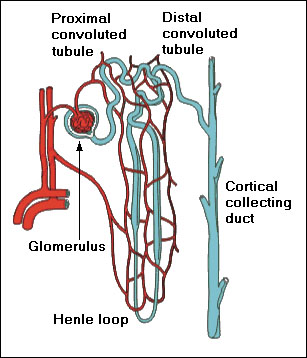 Proximal
convoluted
tubule
Distal
convoluted
tubule
Cortical
collecting
duct
Glomerulus
Henle loop